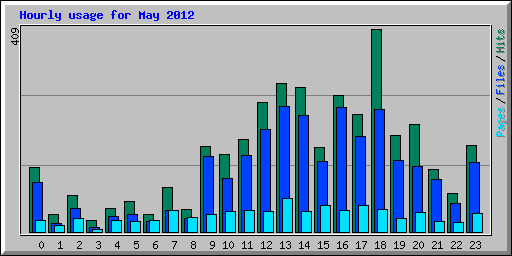 Hourly usage for May 2012
409
Pages / Files / Hits
0 1 2 3 4 5 6 7 8 9 10 11 12 13 14 15 16 17 18 19 20 21 22 23